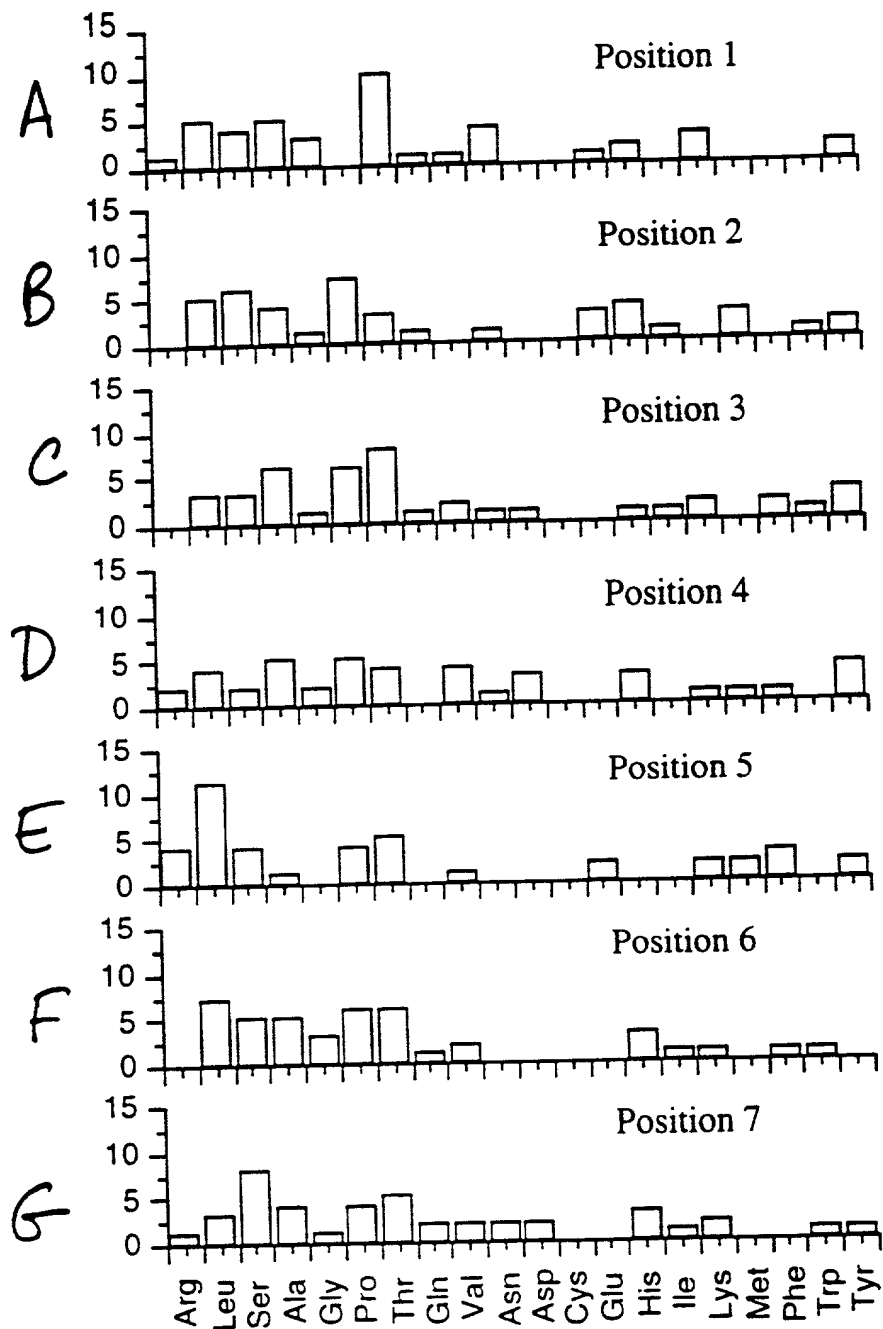 15
Position 1
10
A
5
0
15
Position 2
10
B
5
0
15
Position 3
10
C
5
0
15
Position 4
10
D
5
0
15
Position 5
10
E
5
0
15
Position 6
10
F
5
0
15
Position 7
10
G
5
0
Arg Leu Ser Ala Gly Pro Thr Gln Val Asn Asp Cys Glu His Ile Lys Met Phe Trp Tyr